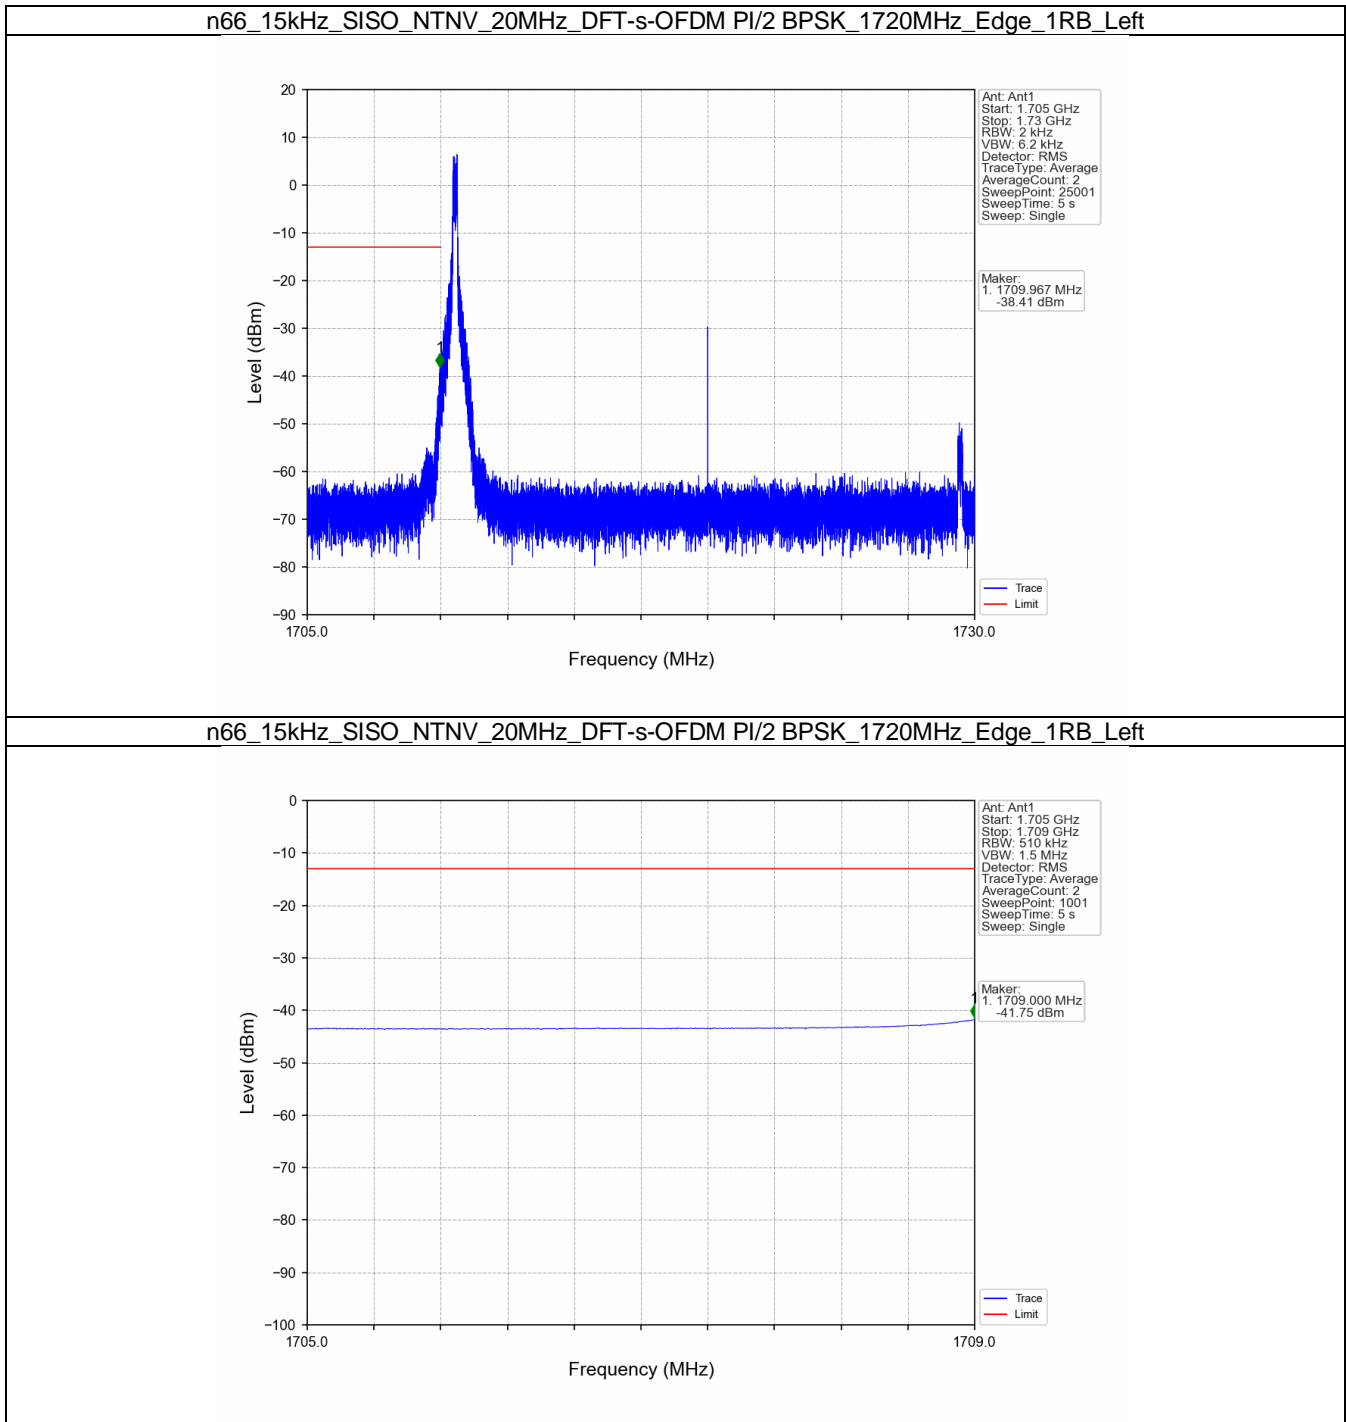 n66_15kHz_SISO_NTNV_20MHz_DFT-s-OFDM PI/2 BPSK_1720MHz_Edge_1RB_Left
20
10
0
−10
−20
−30
−40
−50
−60
−70
−80
−90
Level (dBm)
1
1705.0
1730.0
Frequency (MHz)
Ant: Ant1
Start: 1.705 GHz
Stop: 1.73 GHz
RBW: 2 kHz
VBW: 6.2 kHz
Detector: RMS
TraceType: Average
AverageCount: 2
SweepPoint: 25001
SweepTime: 5 s
Sweep: Single
Maker:
1. 1709.967 MHz
-38.41 dBm
Trace
Limit
n66_15kHz_SISO_NTNV_20MHz_DFT-s-OFDM PI/2 BPSK_1720MHz_Edge_1RB_Left
0
−10
−20
−30
−40
−50
−60
−70
−80
−90
−100
Level (dBm)
1
1705.0
1709.0
Frequency (MHz)
Ant: Ant1
Start: 1.705 GHz
Stop: 1.709 GHz
RBW: 510 kHz
VBW: 1.5 MHz
Detector: RMS
TraceType: Average
AverageCount: 2
SweepPoint: 1001
SweepTime: 5 s
Sweep: Single
Maker:
1. 1709.000 MHz
-41.75 dBm
Trace
Limit